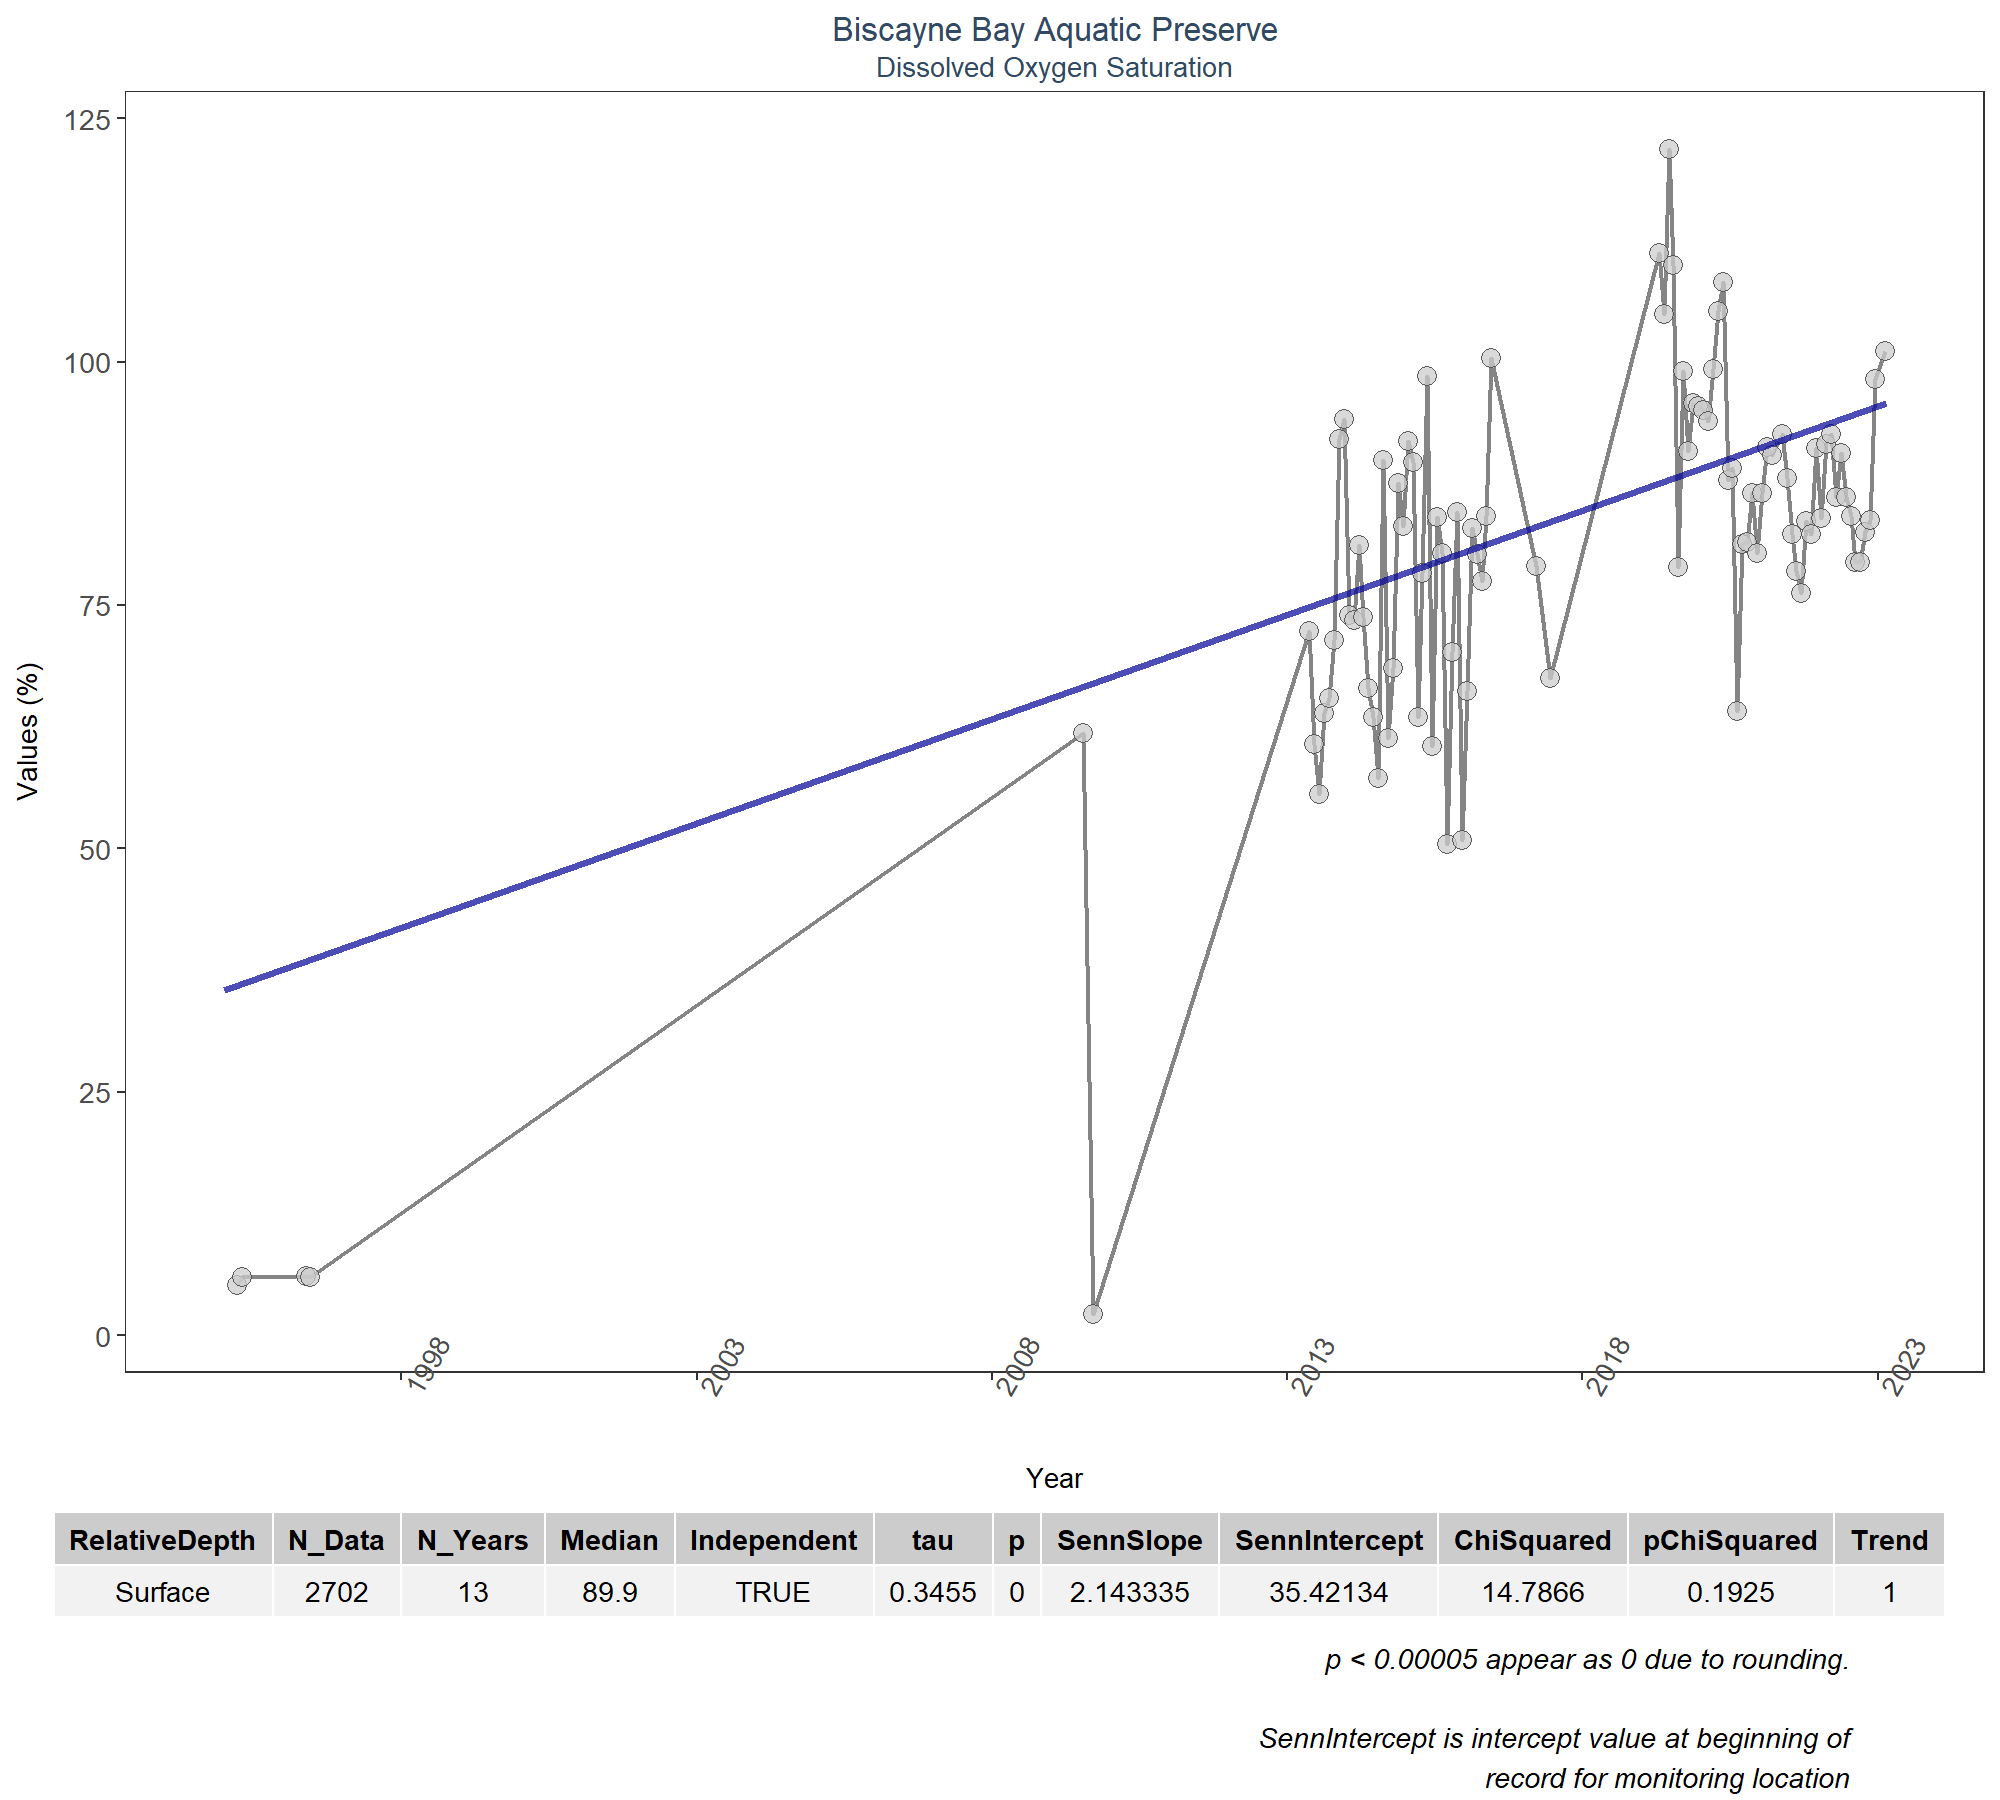 Biscayne Bay Aquatic Preserve
Dissolved Oxygen Saturation
125
100
75
50
25
0
Values (%)
1998 2003 2008 2013 2018 2023
Year
RelativeDepth N_Data N_Years Median Independent tau p SennSlope SennIntercept ChiSquared pChiSquared Trend
Surface 2702 13 89.9 TRUE 0.3455 0 2.143335 35.42134 14.7866 0.1925 1
p < 0.00005 appear as 0 due to rounding.
SennIntercept is intercept value at beginning of
record for monitoring location